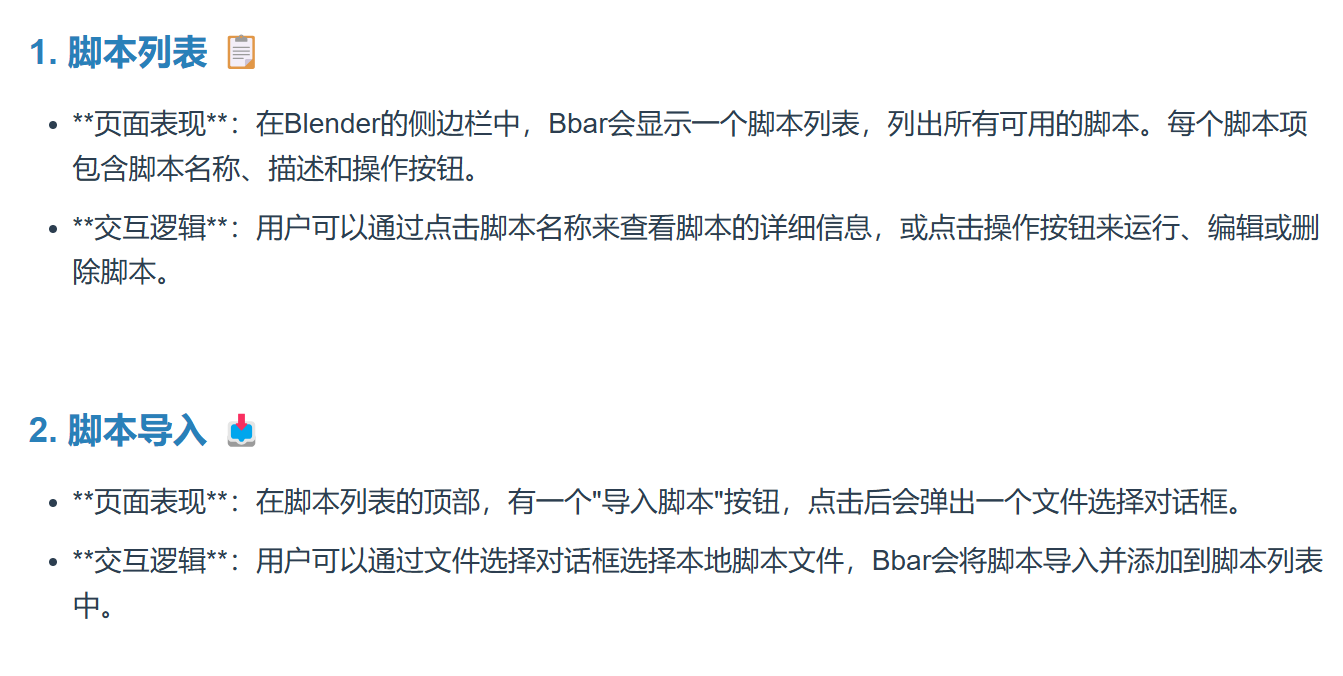 1. 脚本列表 📋
• **页面表现**：在Blender的侧边栏中，Bbar会显示一个脚本列表，列出所有可用的脚本。每个脚本项
包含脚本名称、描述和操作按钮。
• **交互逻辑**：用户可以通过点击脚本名称来查看脚本的详细信息，或点击操作按钮来运行、编辑或删
除脚本。
2. 脚本导入 📥
• **页面表现**：在脚本列表的顶部，有一个"导入脚本"按钮，点击后会弹出一个文件选择对话框。
• **交互逻辑**：用户可以通过文件选择对话框选择本地脚本文件，Bbar会将脚本导入并添加到脚本列表
中。